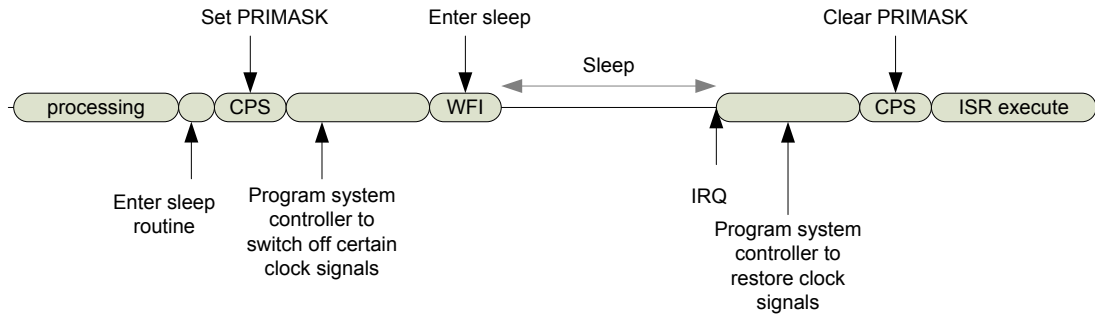 Set PRIMASK
Enter sleep
Clear PRIMASK
Sleep
processing
CPS
WFI
CPS
ISR execute
Enter sleep
routine
Program system
controller to
switch off certain
clock signals
IRQ
Program system
controller to
restore clock
signals